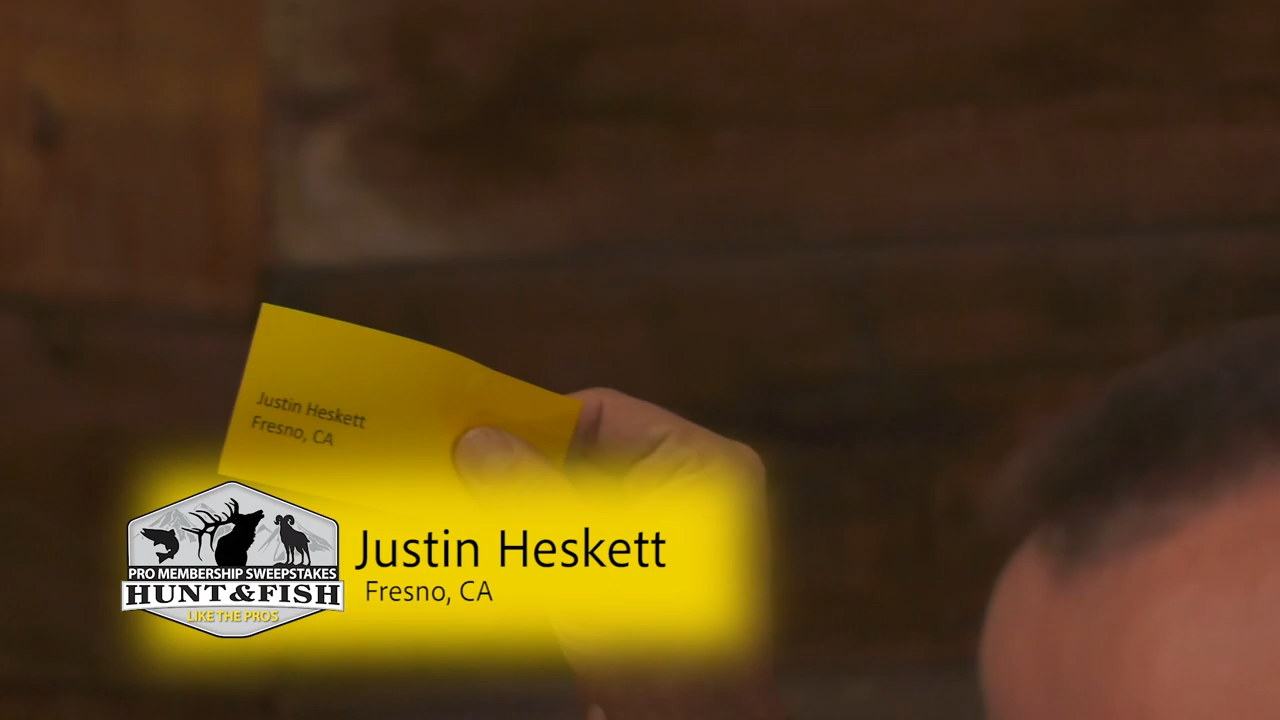 Justin Heskett
Fresno, CA
PRO MEMBERSHIP SWEEPSTAKES
HUNT & FISH
LIKE THE PROS
Justin Heskett
Fresno, CA